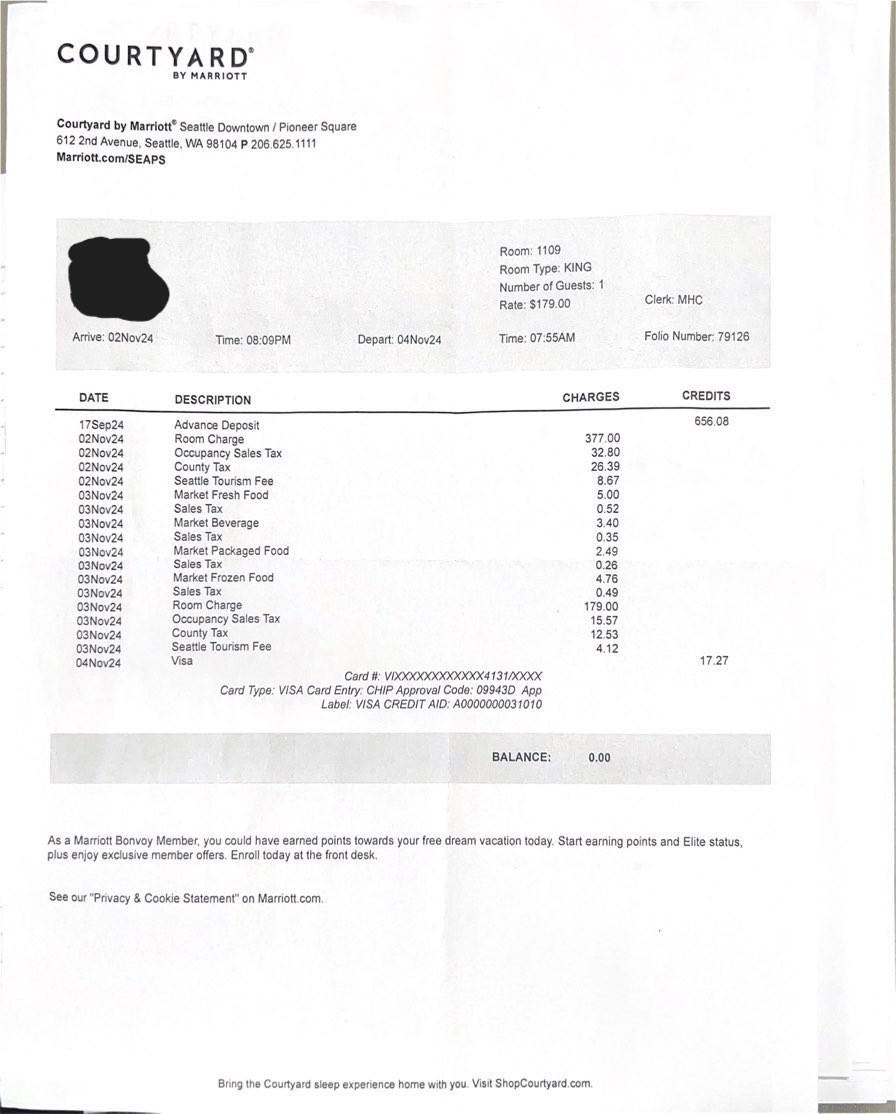 COURTYARD®
BY MARRIOTT
Courtyard by Marriott® Seattle Downtown / Pioneer Square
612 2nd Avenue, Seattle, WA 98104 P 206.625.1111
Marriott.com/SEAPS
Room: 1109
Room Type: KING
Number of Guests: 1
Rate: $179.00 Clerk: MHC
Arrive: 02Nov24 Time: 08:09PM Depart: 04Nov24 Time: 07:55AM Folio Number: 79126
DATE DESCRIPTION CHARGES CREDITS
17Sep24 Advance Deposit 656.08
02Nov24 Room Charge 377.00
02Nov24 Occupancy Sales Tax 32.80
02Nov24 County Tax 26.39
02Nov24 Seattle Tourism Fee 8.67
03Nov24 Market Fresh Food 5.00
03Nov24 Sales Tax 0.52
03Nov24 Market Beverage 3.40
03Nov24 Sales Tax 0.35
03Nov24 Market Packaged Food 2.49
03Nov24 Sales Tax 0.26
03Nov24 Market Frozen Food 4.76
03Nov24 Sales Tax 0.49
03Nov24 Room Charge 179.00
03Nov24 Occupancy Sales Tax 15.57
03Nov24 County Tax 12.53
03Nov24 Seattle Tourism Fee 4.12
04Nov24 Visa 17.27
Card #: VIXXXXXXXXXXXX4131/XXXX
Card Type: VISA Card Entry: CHIP Approval Code: 09943D App
Label: VISA CREDIT AID: A0000000031010
BALANCE: 0.00
As a Marriott Bonvoy Member, you could have earned points towards your free dream vacation today. Start earning points and Elite status,
plus enjoy exclusive member offers. Enroll today at the front desk.
See our "Privacy & Cookie Statement" on Marriott.com.
Bring the Courtyard sleep experience home with you. Visit ShopCourtyard.com.